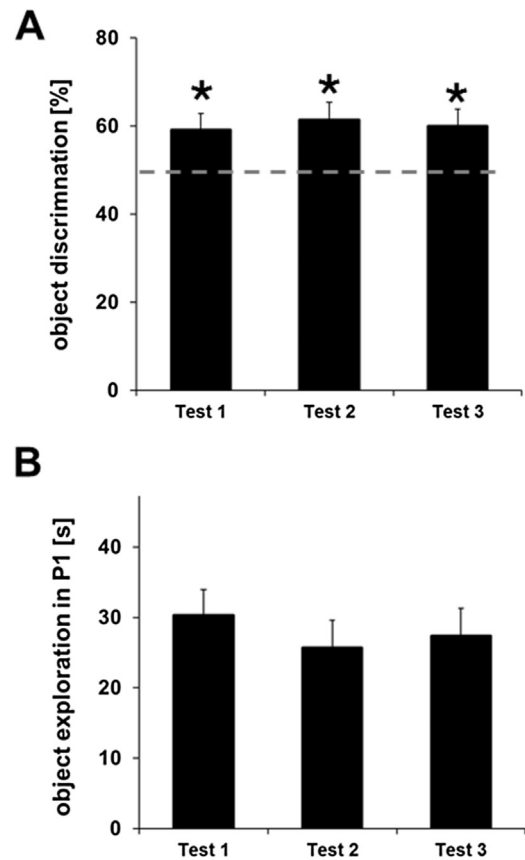 A
object discrimnation [%]
80
60
40
20
0
*
*
*
Test 1
Test 2
Test 3
B
object exploration in P1 [s]
40
30
20
10
0
Test 1
Test 2
Test 3